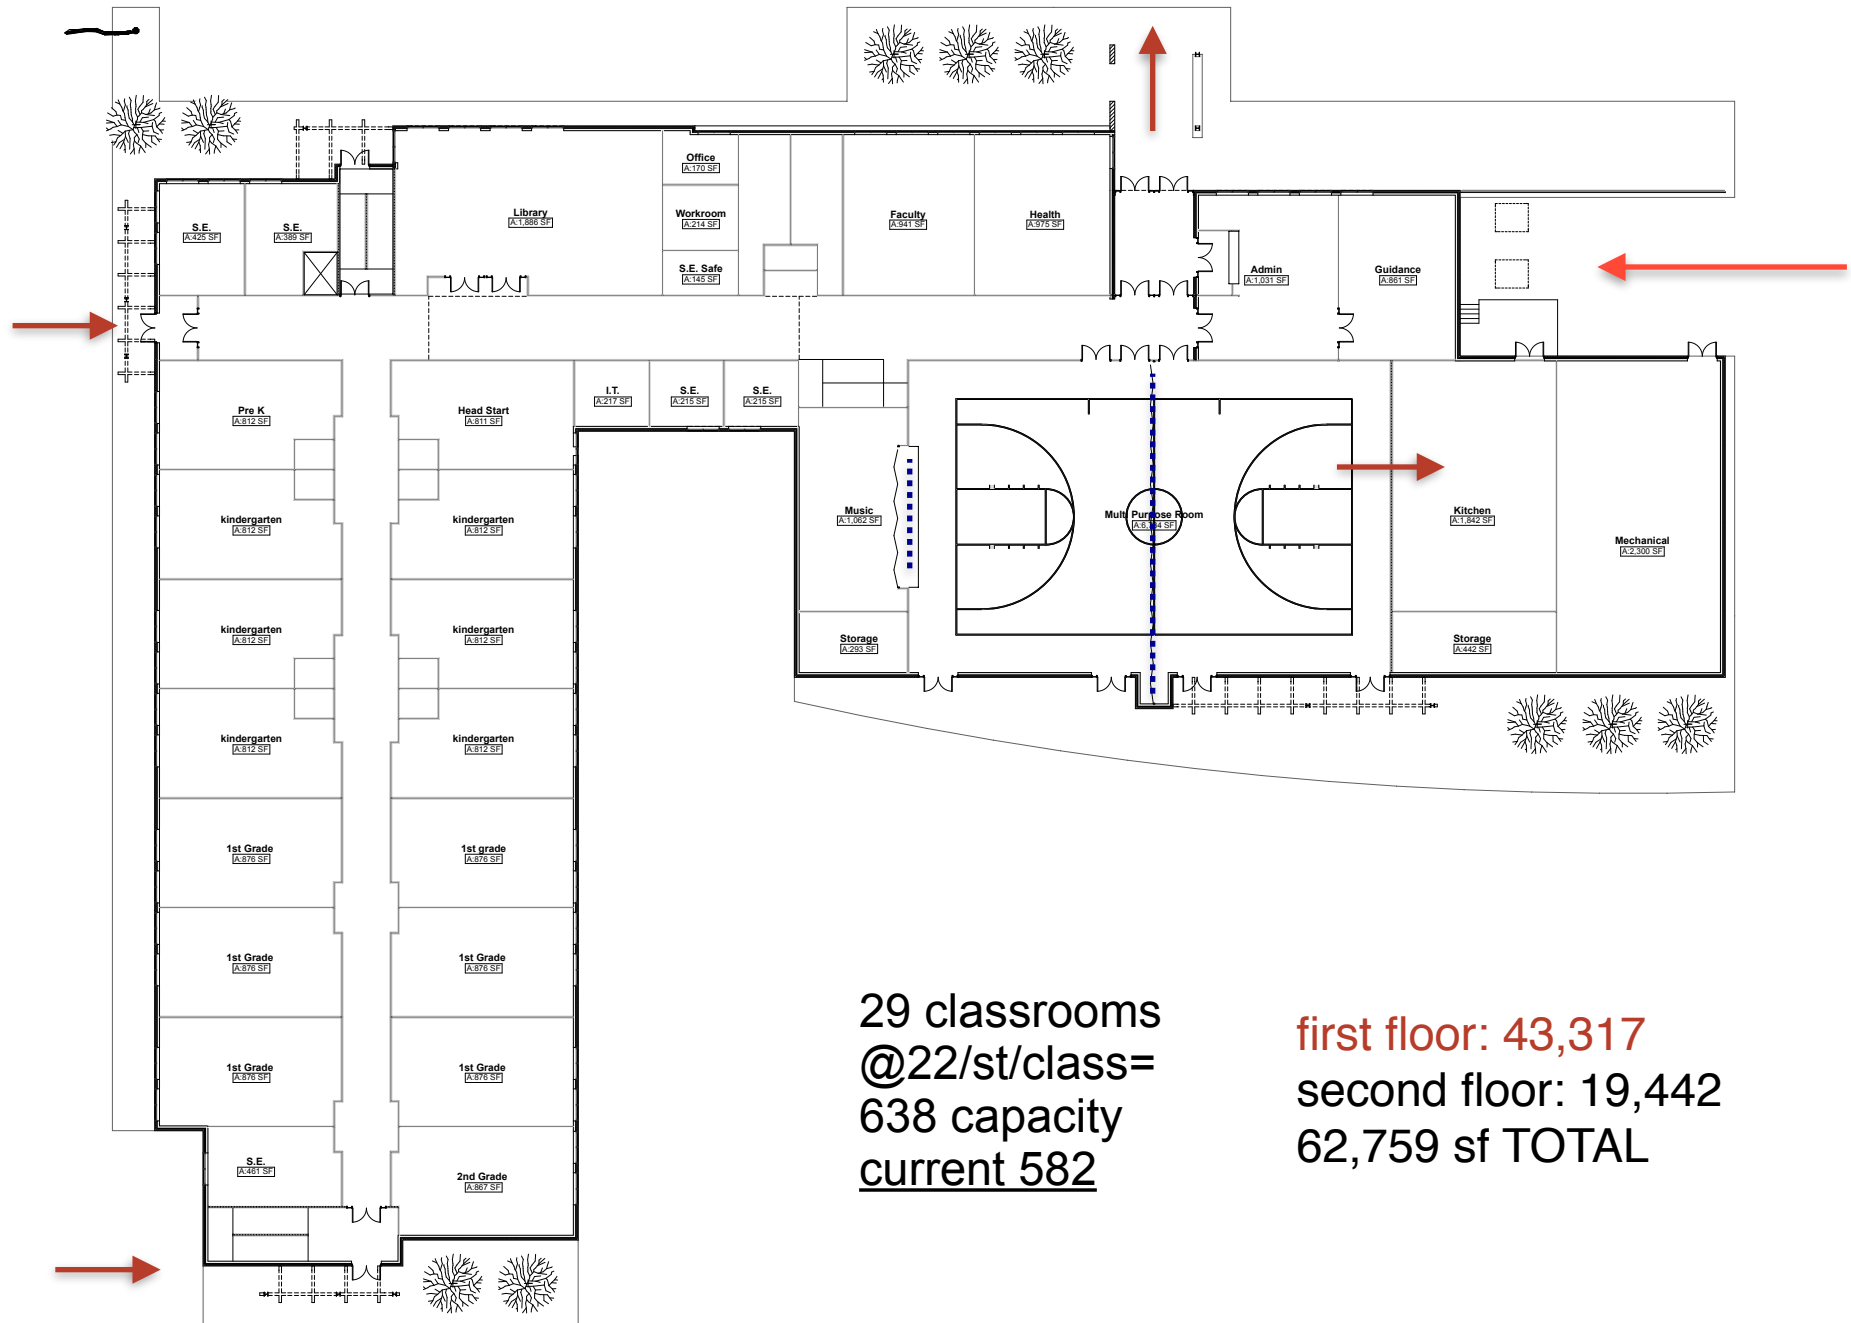 Office
A:170 SF
Workroom
A:214 SF
S.E. Safe
A:145 SF
Library
A:1,886 SF
Faculty
A:941 SF
Health
A:975 SF
S.E.
A:425 SF
S.E.
A:389 SF
Admin
A:1,031 SF
Guidance
A:861 SF
Pre K
A:812 SF
Head Start
A:811 SF
I.T.
A:217 SF
S.E.
A:215 SF
S.E.
A:215 SF
kindergarten
A:812 SF
kindergarten
A:812 SF
Music
A:1,062 SF
Room
Kitchen
A:1,842 SF
Mechanical
A:2,300 SF
kindergarten
A:812 SF
kindergarten
A:812 SF
Storage
A:293 SF
Storage
A:442 SF
kindergarten
A:812 SF
kindergarten
A:812 SF
1st Grade
A:876 SF
1st grade
A:876 SF
1st Grade
A:876 SF
1st Grade
A:876 SF
1st Grade
A:876 SF
1st Grade
A:876 SF
S.E.
A:461 SF
2nd Grade
A:867 SF
29 classrooms
@22/st/class=
638 capacity
current 582
first floor: 43,317
second floor: 19,442
62,759 sf TOTAL